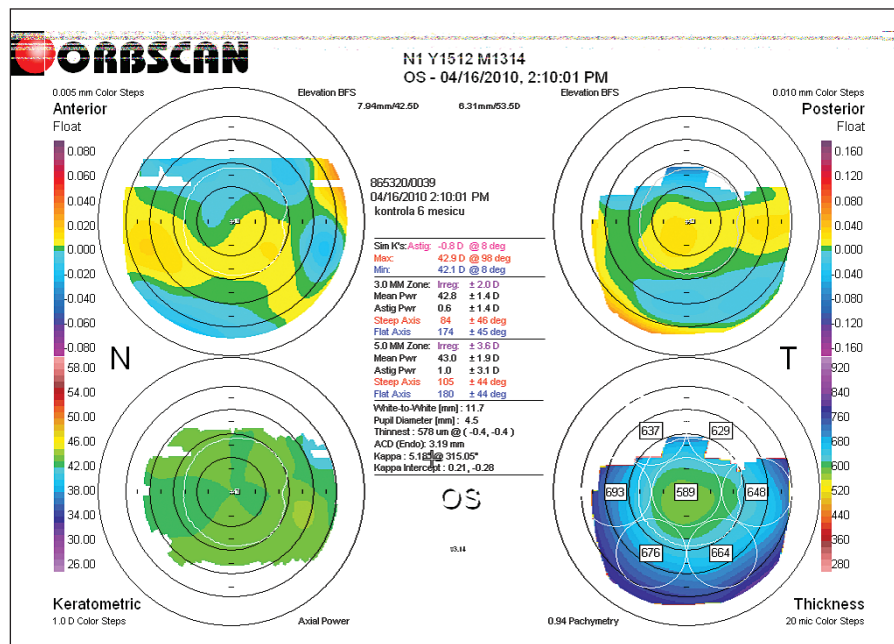 ORBSCAN
N1 Y1512 M1314
OS - 04/16/2010, 2:10:01 PM
0.005 mm Color Steps
Elevation BFS
Elevation BFS
0.010 mm Color Steps
Anterior
Float
7.94mm/42.5D
6.31mm/53.5D
Posterior
Float
0.080
0.060
0.040
0.020
0.000
0.020
0.040
0.060
0.080
0.160
0.120
0.080
0.040
0.000
0.040
0.080
0.120
0.160
865320/0039
04/16/2010 2:10:01 PM
kontrola 6 mesicu
Sim K's: Astig: -0.8 D @ 8 deg
Max: 42.9 D @ 98 deg
Min: 42.1 D @ 8 deg
3.0 MM Zone: Irreg: ± 2.0 D
Mean Pwr 42.8 ± 1.4 D
Astig Pwr 0.6 ± 1.4 D
Steep Axis 84 ± 46 deg
Flat Axis 174 ± 45 deg
5.0 MM Zone: Irreg: ± 3.6 D
Mean Pwr 43.0 ± 1.9 D
Astig Pwr 1.0 ± 3.1 D
Steep Axis 105 ± 44 deg
Flat Axis 180 ± 44 deg
White-to-White [mm] : 11.7
Pupil Diameter [mm] : 4.5
Thinnest : 578 um @ ( -0.4, -0.4 )
ACD (Endo): 3.19 mm
Kappa : 5.18° @ 315.05°
Kappa Intercept : 0.21, -0.28
N
T
OS
58.00
54.00
50.00
46.00
42.00
38.00
34.00
30.00
26.00
637
629
693
589
648
676
664
920
840
760
680
600
520
440
360
280
Keratometric
1.0 D Color Steps
Axial Power
0.94 Pachymetry
Thickness
20 mic Color Steps